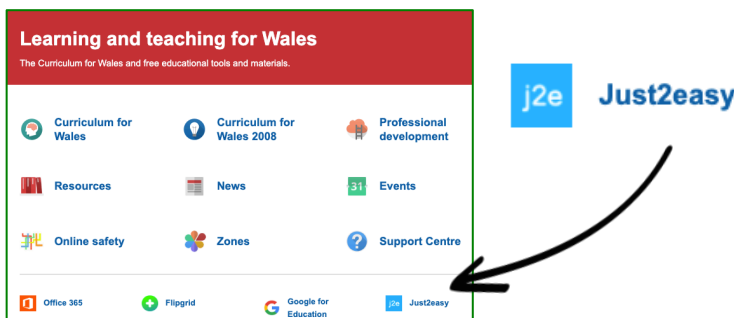 Learning and teaching for Wales
The Curriculum for Wales and free educational tools and materials.
Curriculum for
Wales
Curriculum for
Wales 2008
Professional
development
Resources
News
31
Events
Online safety
Zones
?
Support Centre
Office 365
Flipgrid
G
Google for
Education
j2e
Just2easy
j2e
Just2easy